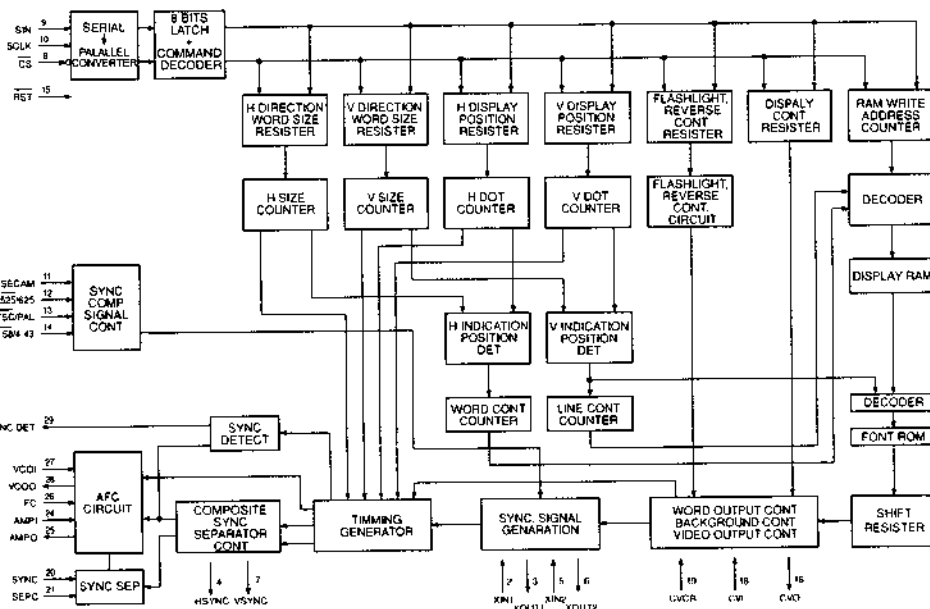 SIN 9
SCLK 10
CS 8
RST 15
SERIAL
PALALLEL
CONVERTER
8 BITS
LATCH
+
COMMAND
DECODER
H DIRECTION
WORD SIZE
RESISTER
V DIRECTION
WORD SIZE
RESISTER
H DISPLAY
POSITION
RESISTER
V DISPLAY
POSITION
RESISTER
FLASHLIGHT,
REVERSE
CONT
RESISTER
DISPALY
CONT
RESISTER
RAM WRITE
ADDRESS
COUNTER
H SIZE
COUNTER
V SIZE
COUNTER
H DOT
COUNTER
V DOT
COUNTER
FLASHLIGHT,
REVERSE
CONT.
CIRCUIT
DECODER
DISPLAY RAM
SECAM 11
525/625 12
SC/PAL 13
58/4 43 14
SYNC
COMP
SIGNAL
CONT
H INDICATION
POSITION
DET
V INDICATION
POSITION
DET
WORD CONT
COUNTER
LINE CONT
COUNTER
DECODER
FONT ROM
NC DET 29
SYNC
DETECT
VCOI 27
VCOO 28
FC 26
AMPI 24
AMPO 25
AFC
CIRCUIT
COMPOSITE
SYNC
SEPARATOR
CONT
TIMMING
GENERATOR
SYNC. SIGNAL
GENARATION
WORD OUTPUT CONT
BACKGROUND CONT
VIDEO OUTPUT CONT
SHIFT
RESISTER
SYNC 20
SEPC 21
SYNC SEP
4 7
HSYNC VSYNC
2 3 5 6
XIN1 XOUT1 XIN2 XOUT2
19 18 16